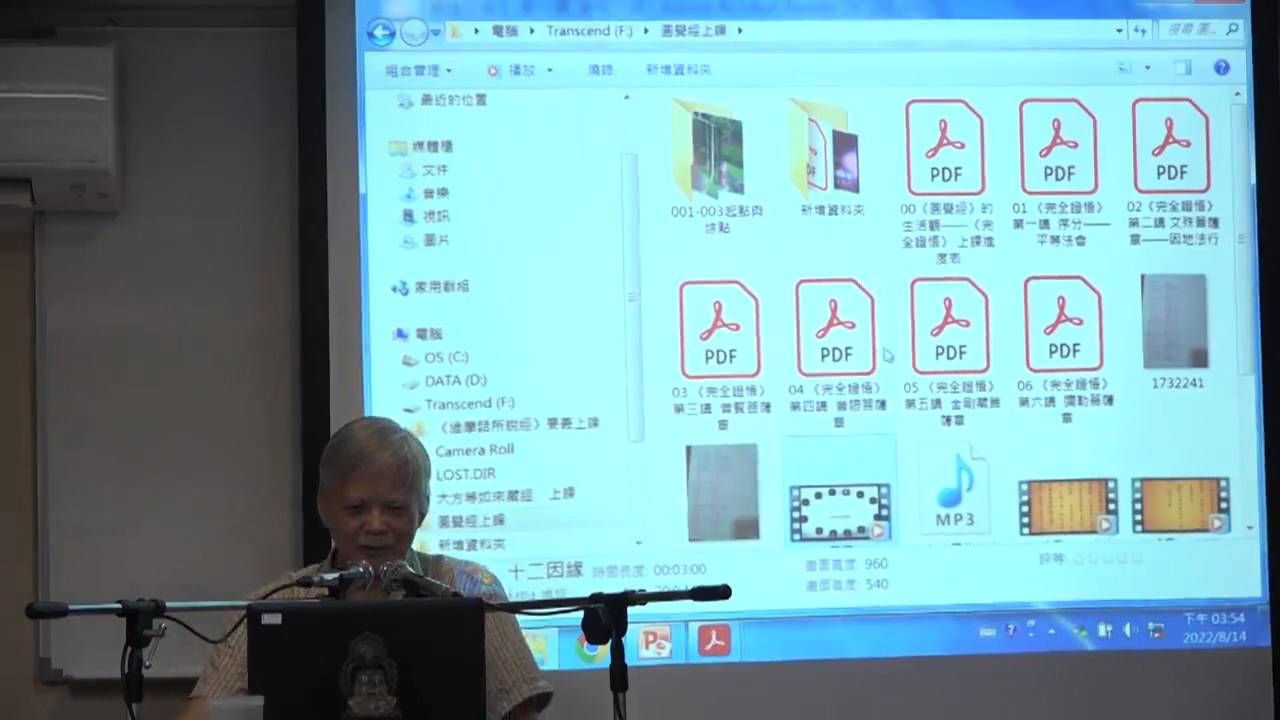 電腦 ▸ Transcend (F:) ▸ 圓覺經上課 ▸
搜尋 圓...
組合管理
播放
燒錄
新增資料夾
最近的位置
媒體櫃
文件
音樂
視訊
圖片
家用群組
電腦
OS (C:)
DATA (D:)
Transcend (F:)
《維摩詰所說經》要義上課
Camera Roll
LOST.DIR
大方等如來藏經 上課
圓覺經上課
新增資料夾
001-003起點與
終點
新增資料夾
PDF
00《圓覺經》的
生活觀——《完
全證悟》上課進
度表
PDF
01《完全證悟》
第一講 序分——
平等法會
PDF
02《完全證悟》
第二講 文殊菩薩
章——因地法行
PDF
03《完全證悟》
第三講 普賢菩薩
章
PDF
04《完全證悟》
第四講 普眼菩薩
章
PDF
05《完全證悟》
第五講 金剛藏菩
薩章
PDF
06《完全證悟》
第六講 彌勒菩薩
章
1732241
MP3
十二因緣
時間長度: 00:03:00
畫面寬度: 960
畫面高度: 540
評等:
下午 03:54
2022/8/14